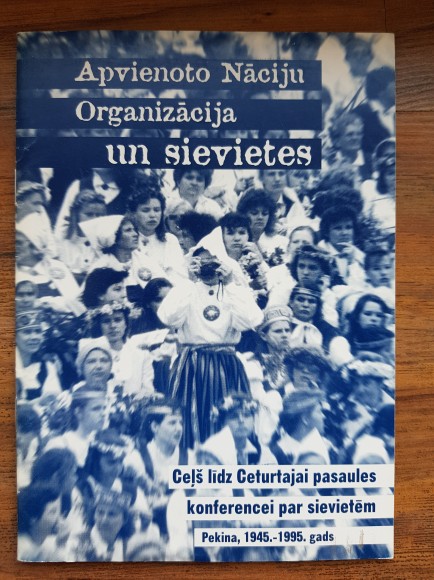 Apvienoto Nāciju
Organizācija
un sievietes
Ceļš līdz Ceturtajai pasaules
konferencei par sievietēm
Pekina, 1945.-1995. gads